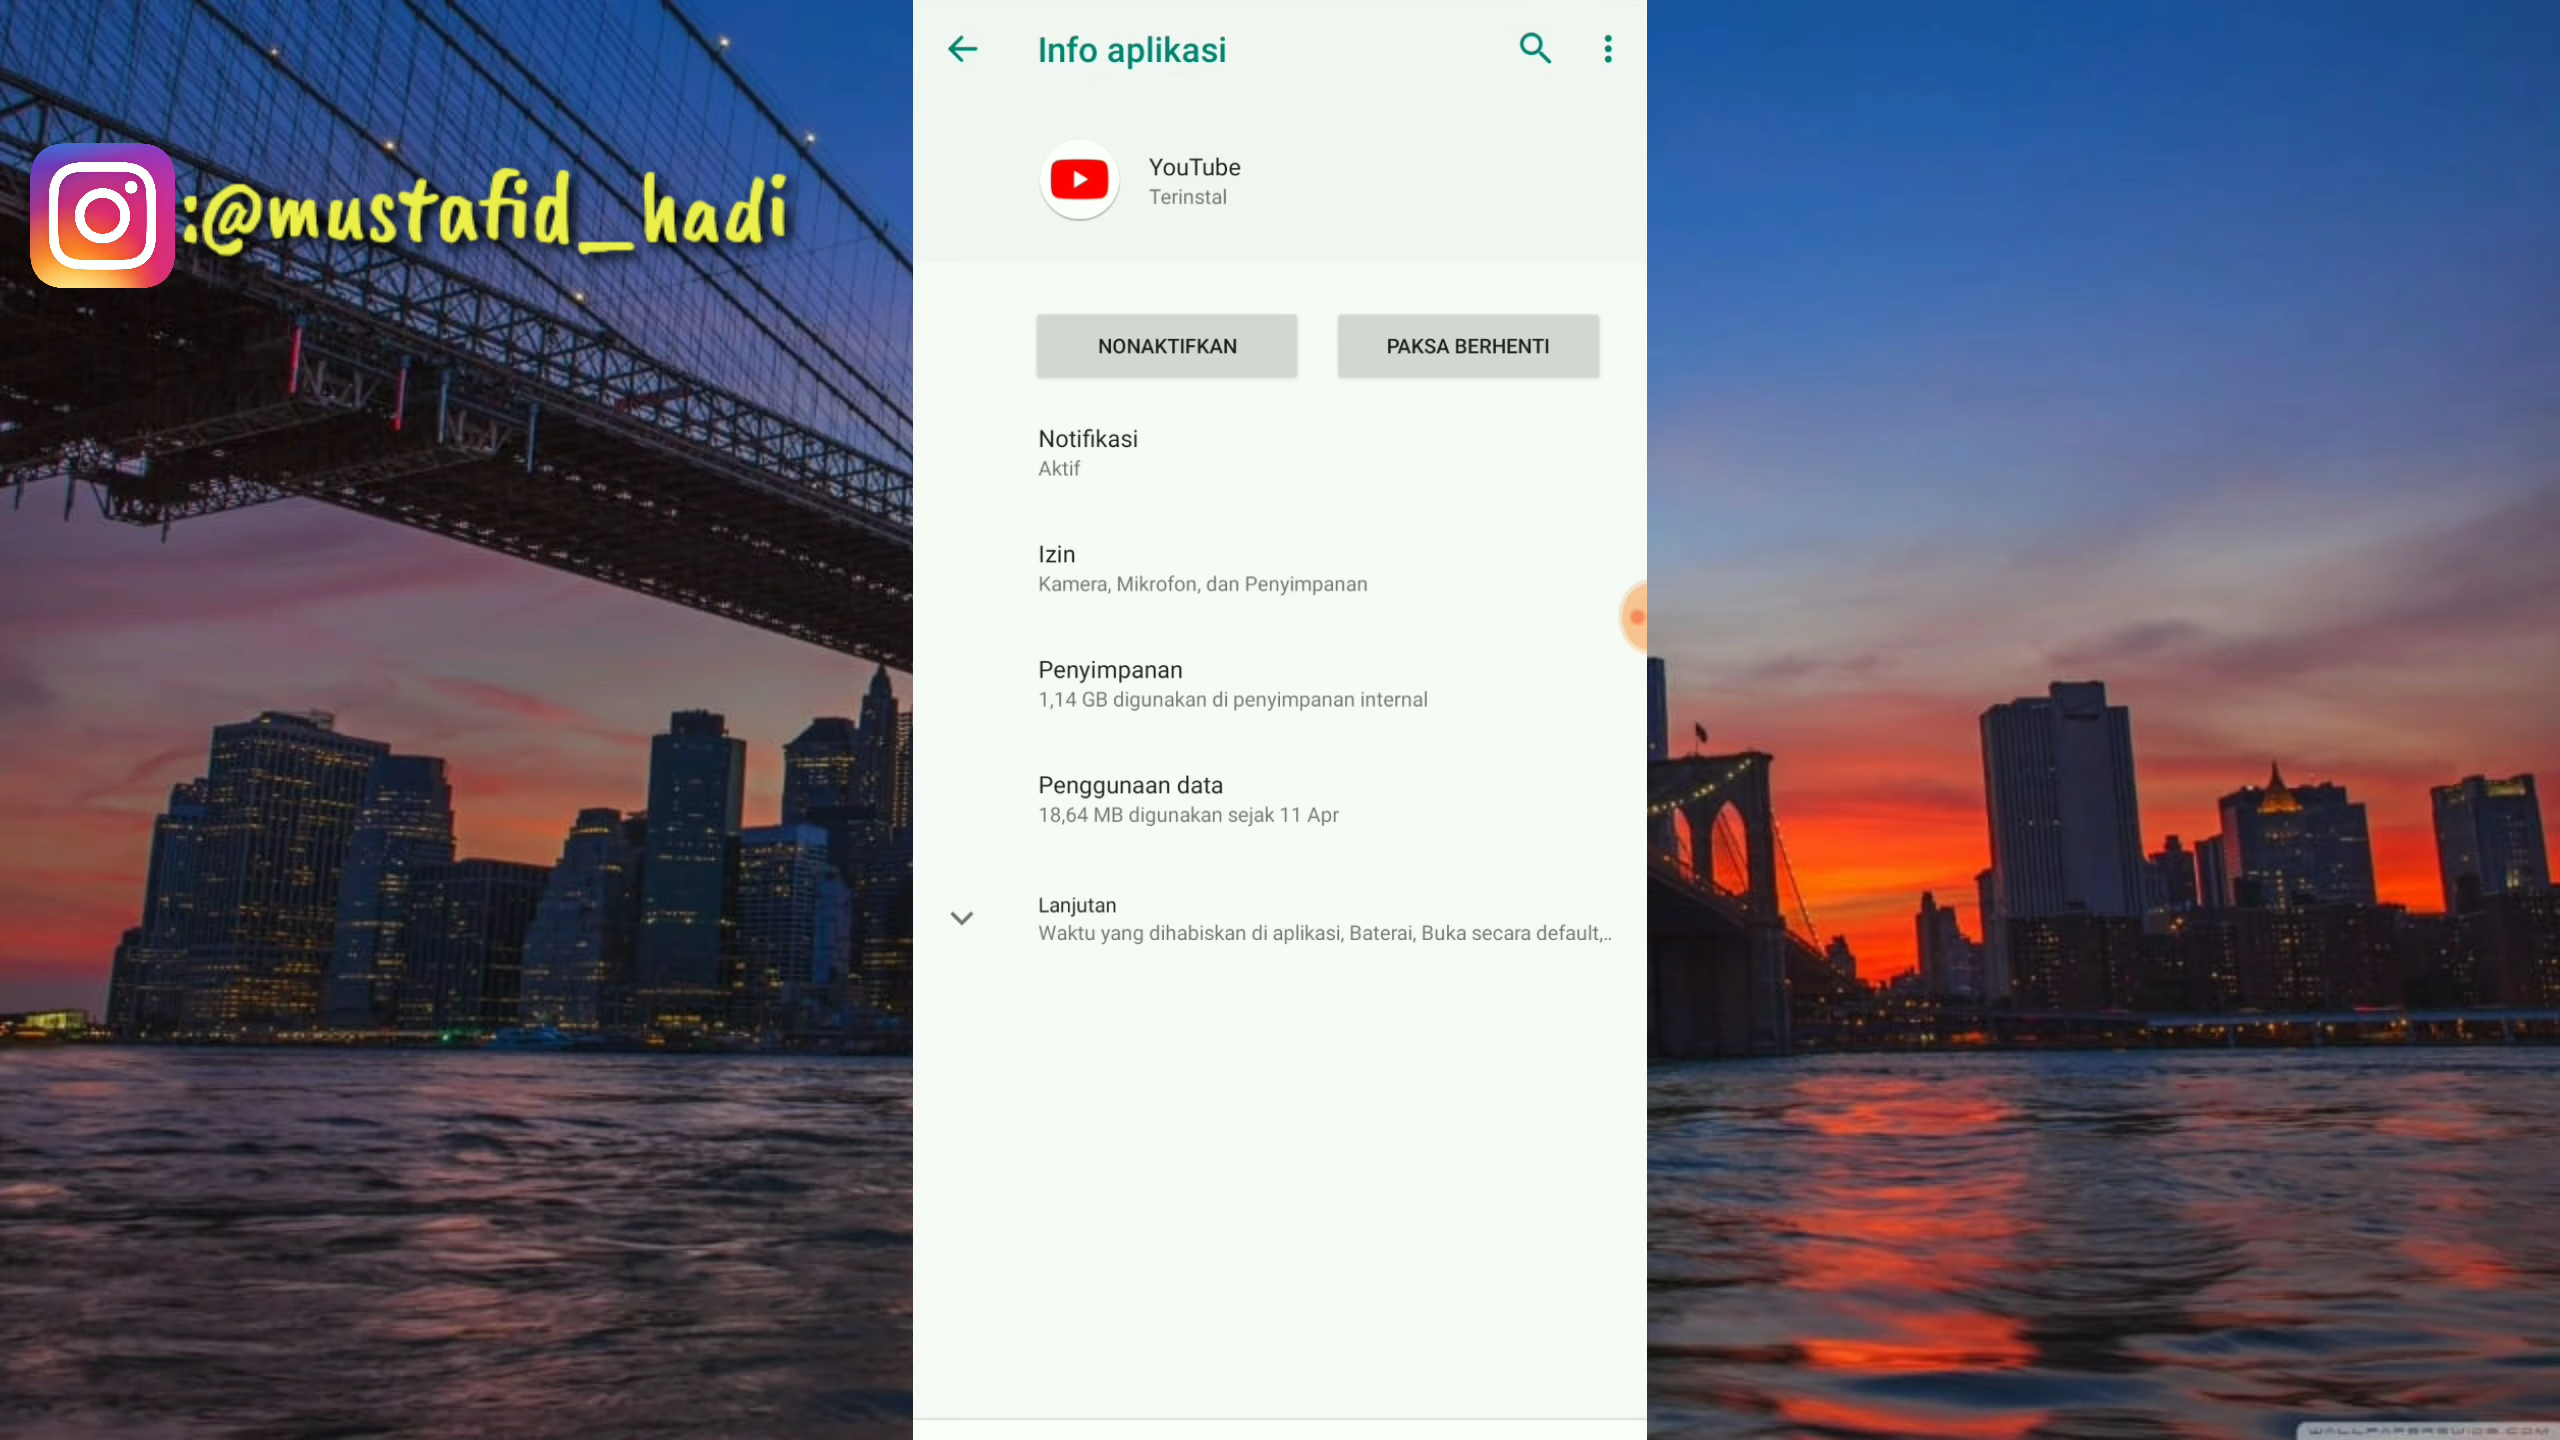 Info aplikasi
YouTube
Terinstal
:@mustafid_hadi
NONAKTIFKAN
PAKSA BERHENTI
Notifikasi
Aktif
Izin
Kamera, Mikrofon, dan Penyimpanan
Penyimpanan
1,14 GB digunakan di penyimpanan internal
Penggunaan data
18,64 MB digunakan sejak 11 Apr
Lanjutan
Waktu yang dihabiskan di aplikasi, Baterai, Buka secara default,..
WALLPAPERSWIDE.COM